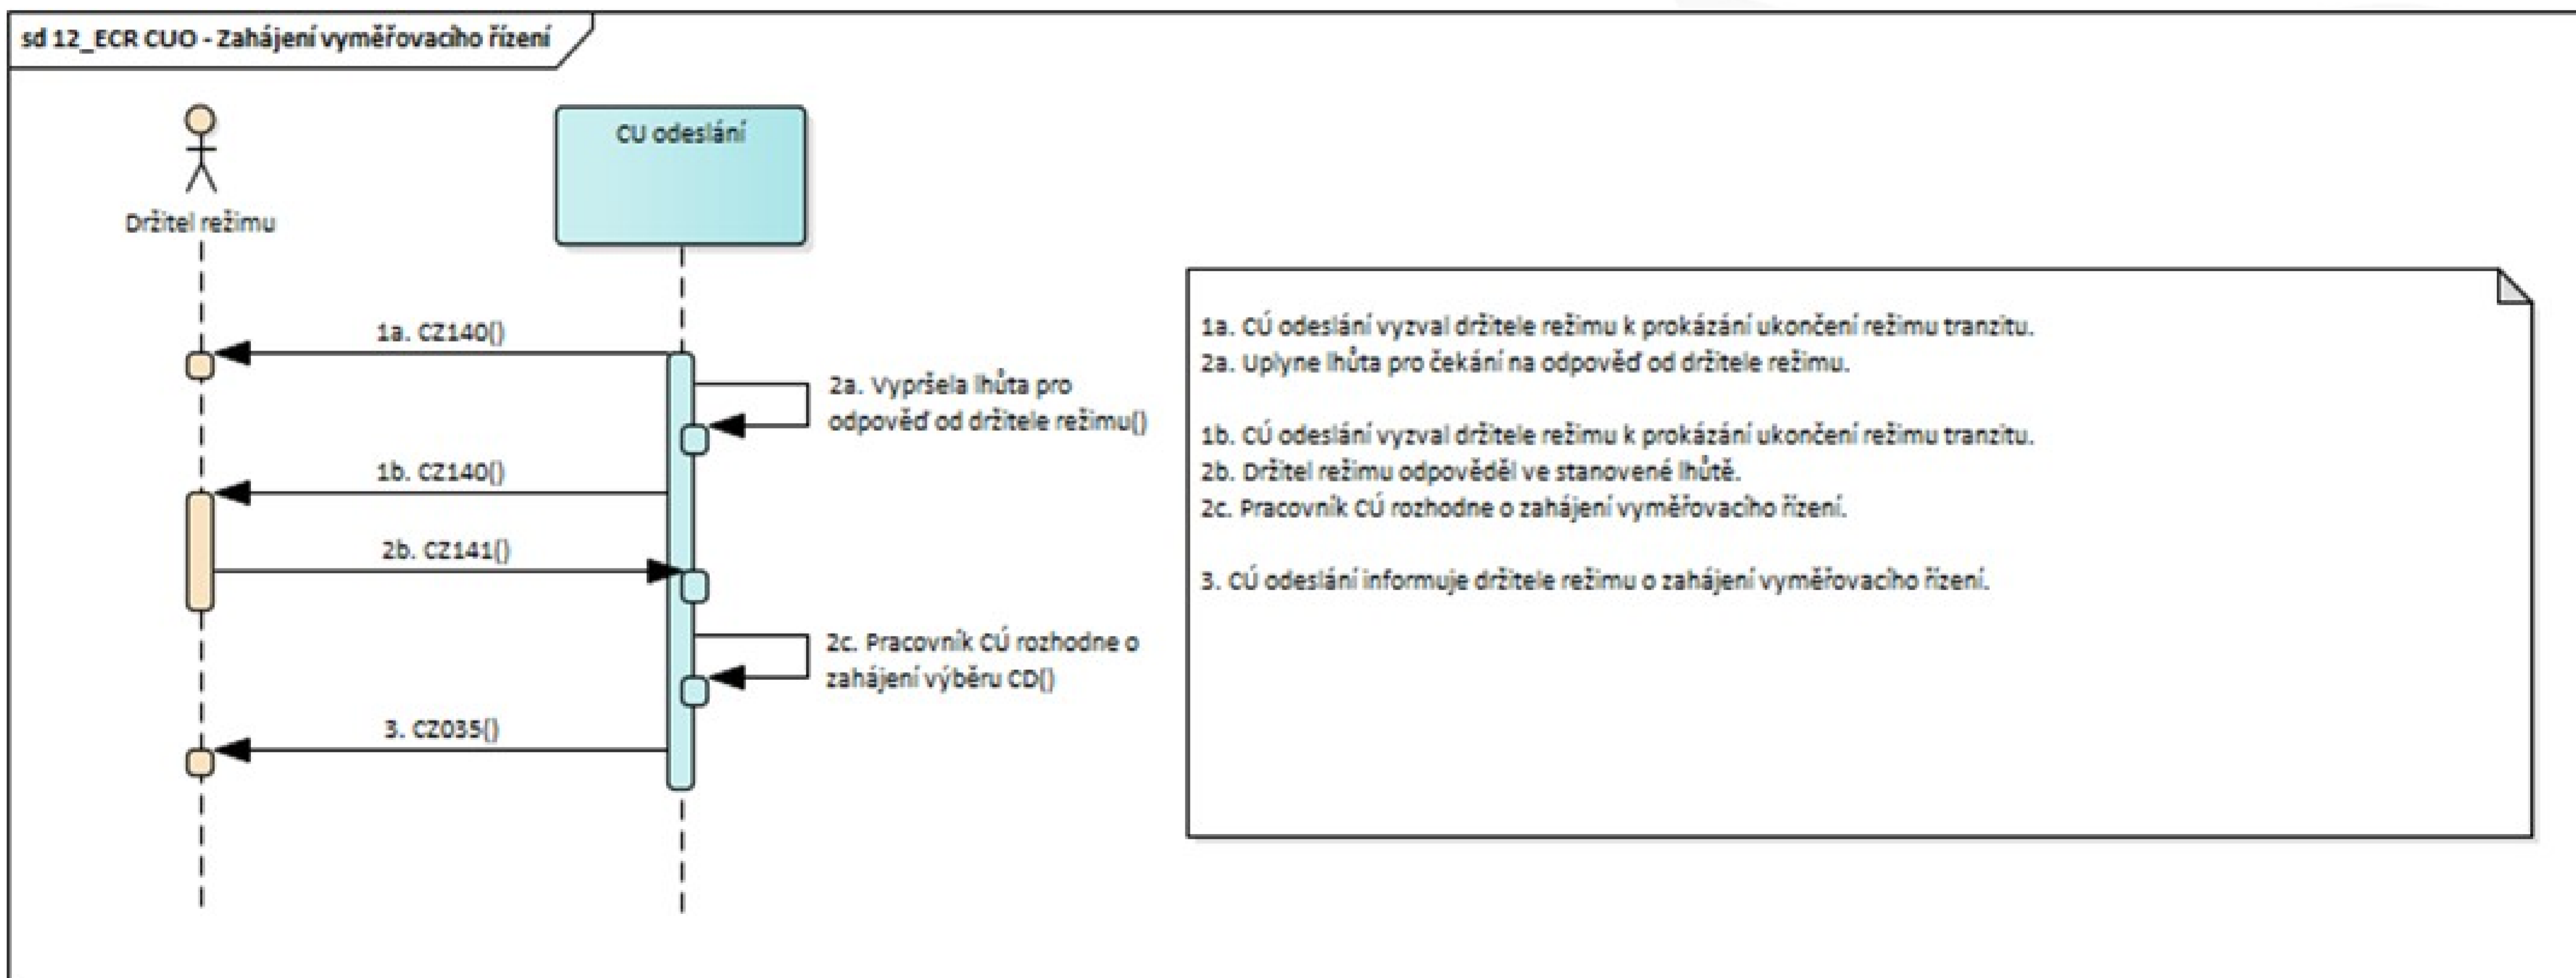 sd 12_ECR CUO - Zahájení vyměřovacího řízení
CU odeslání
Držitel režimu
1a. CZ140()
2a. Vypršela lhůta pro
odpověď od držitele režimu()
1b. CZ140()
2b. CZ141()
2c. Pracovník CÚ rozhodne o
zahájení výběru CD()
3. CZ035()
1a. CÚ odeslání vyzval držitele režimu k prokázání ukončení režimu tranzitu.
2a. Uplyne lhůta pro čekání na odpověď od držitele režimu.
1b. CÚ odeslání vyzval držitele režimu k prokázání ukončení režimu tranzitu.
2b. Držitel režimu odpověděl ve stanovené lhůtě.
2c. Pracovník CÚ rozhodne o zahájení vyměřovacího řízení.
3. CÚ odeslání informuje držitele režimu o zahájení vyměřovacího řízení.